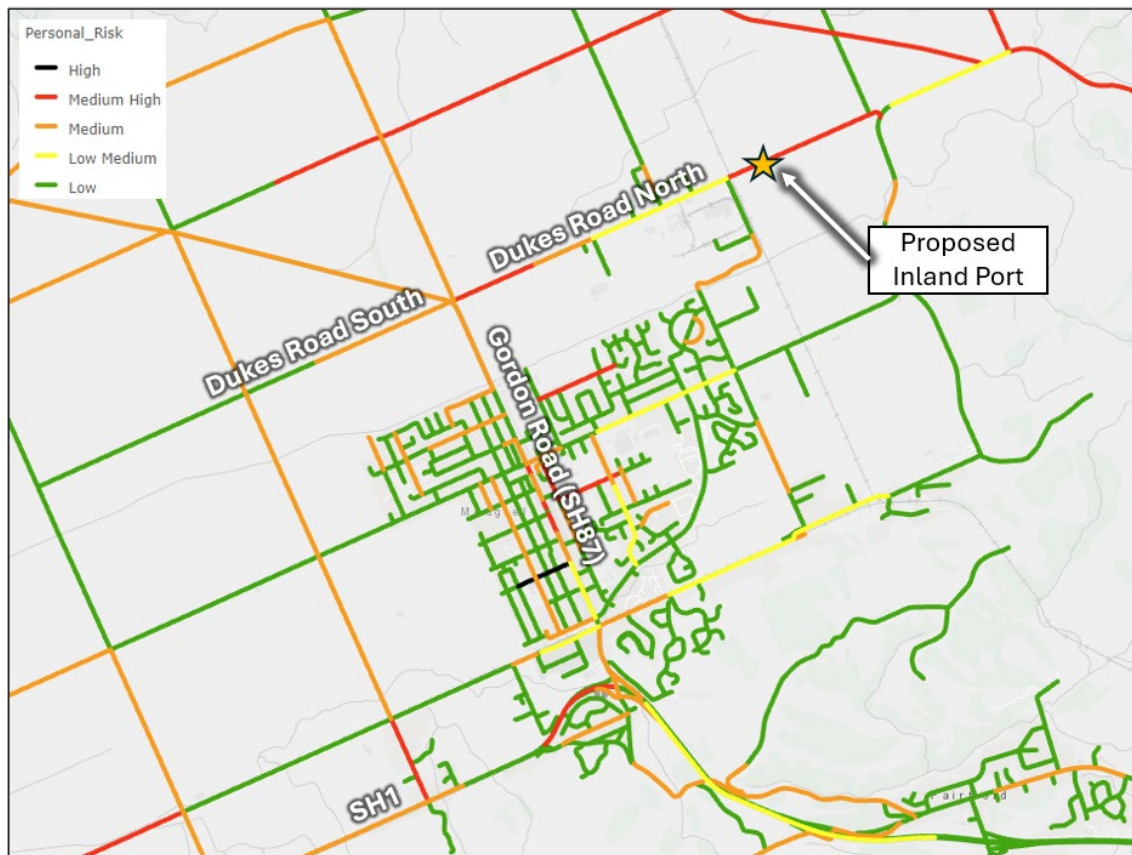 Personal_Risk
High
Medium High
Medium
Low Medium
Low
Dukes Road North
Proposed
Inland Port
Dukes Road South
Gordon Road (SH87)
SH1